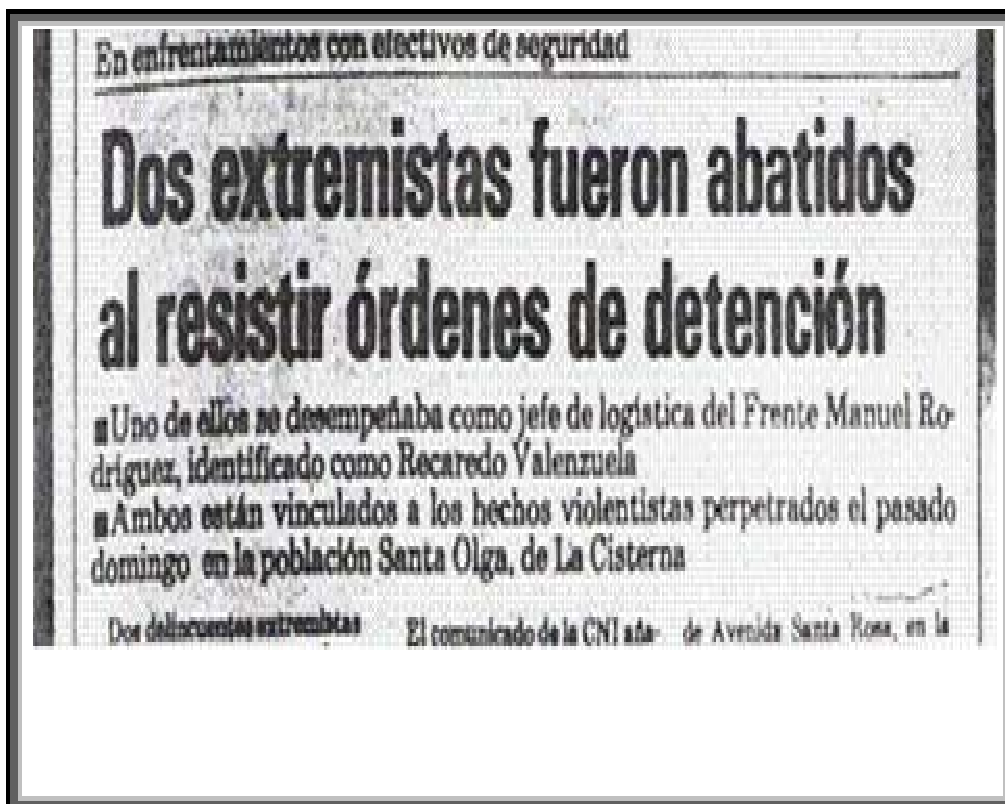 En enfrentamientos con efectivos de seguridad
Dos extremistas fueron abatidos
al resistir órdenes de detención
■Uno de ellos se desempeñaba como jefe de logística del Frente Manuel Ro-
dríguez, identificado como Recaredo Valenzuela
■Ambos están vinculados a los hechos violentistas perpetrados el pasado
domingo en la población Santa Olga, de La Cisterna
Dos delincuentes extremistas
El comunicado de la CNI aña-
de Avenida Santa Rosa, en la